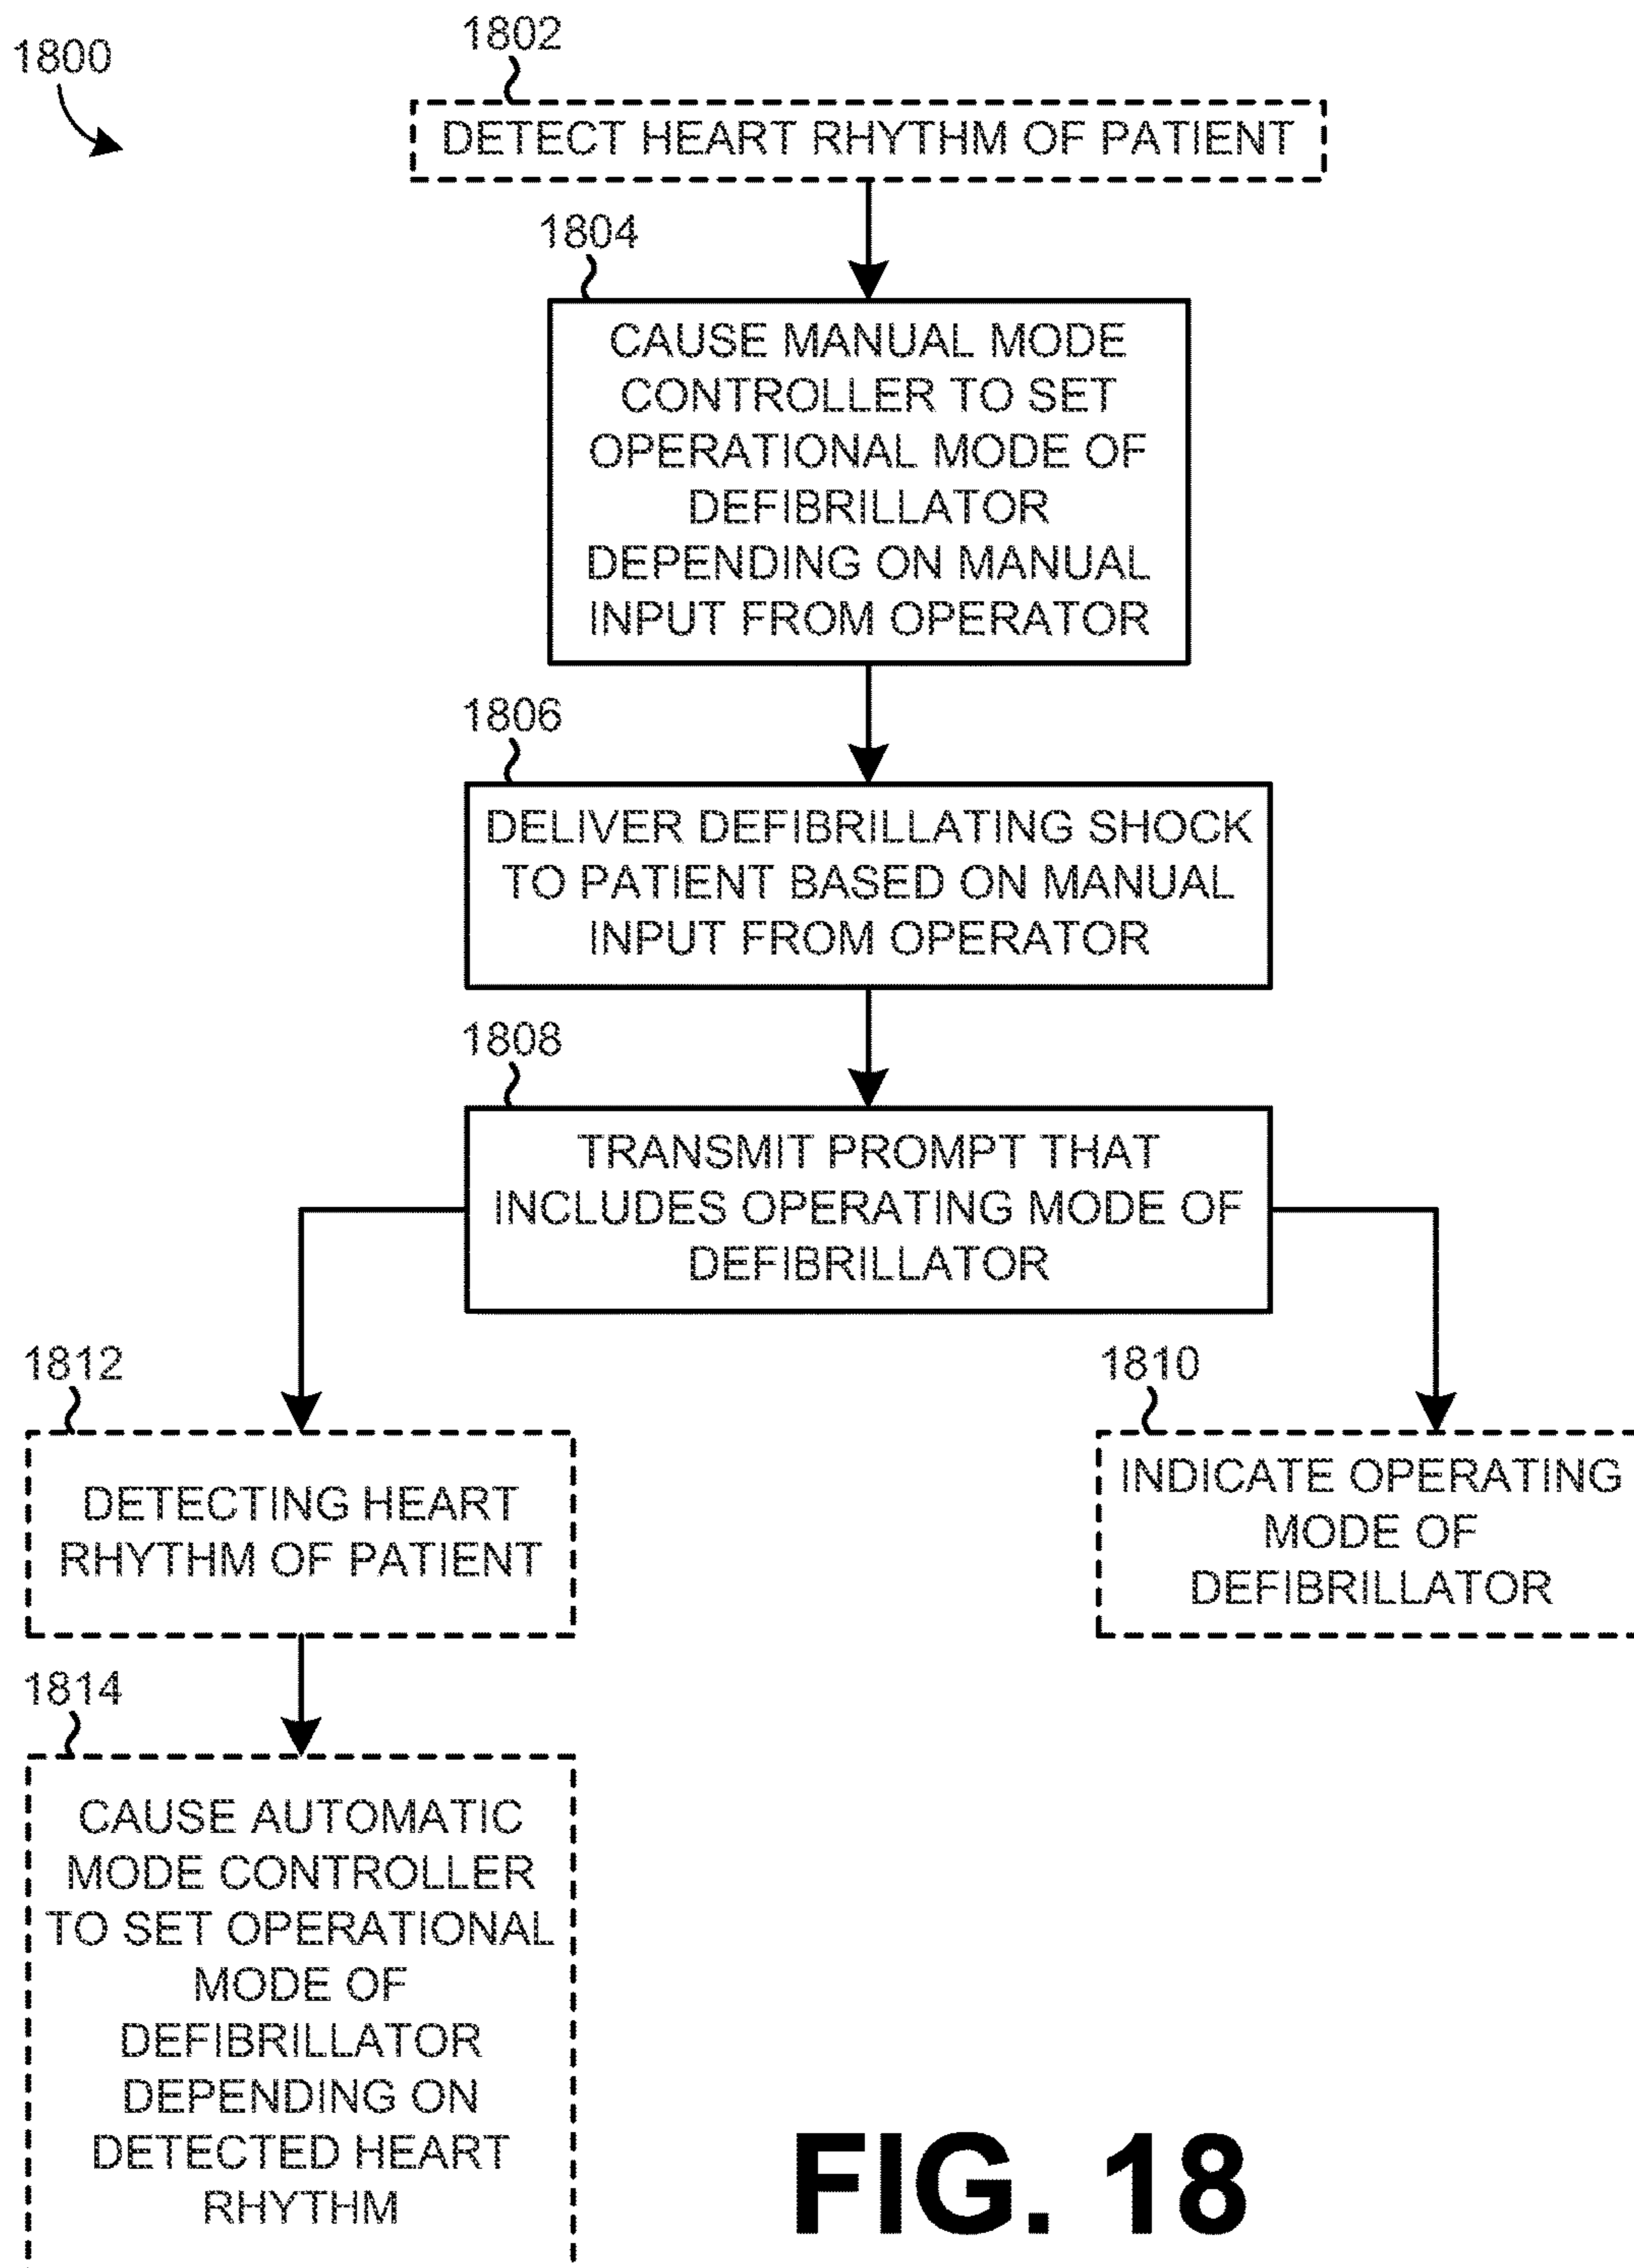 1800
1802
DETECT HEART RHYTHM OF PATIENT
1804
CAUSE MANUAL MODE
CONTROLLER TO SET
OPERATIONAL MODE OF
DEFIBRILLATOR
DEPENDING ON MANUAL
INPUT FROM OPERATOR
1806
DELIVER DEFIBRILLATING SHOCK
TO PATIENT BASED ON MANUAL
INPUT FROM OPERATOR
1808
TRANSMIT PROMPT THAT
INCLUDES OPERATING MODE OF
DEFIBRILLATOR
1812
DETECTING HEART
RHYTHM OF PATIENT
1810
INDICATE OPERATING
MODE OF
DEFIBRILLATOR
1814
CAUSE AUTOMATIC
MODE CONTROLLER
TO SET OPERATIONAL
MODE OF
DEFIBRILLATOR
DEPENDING ON
DETECTED HEART
RHYTHM
FIG. 18